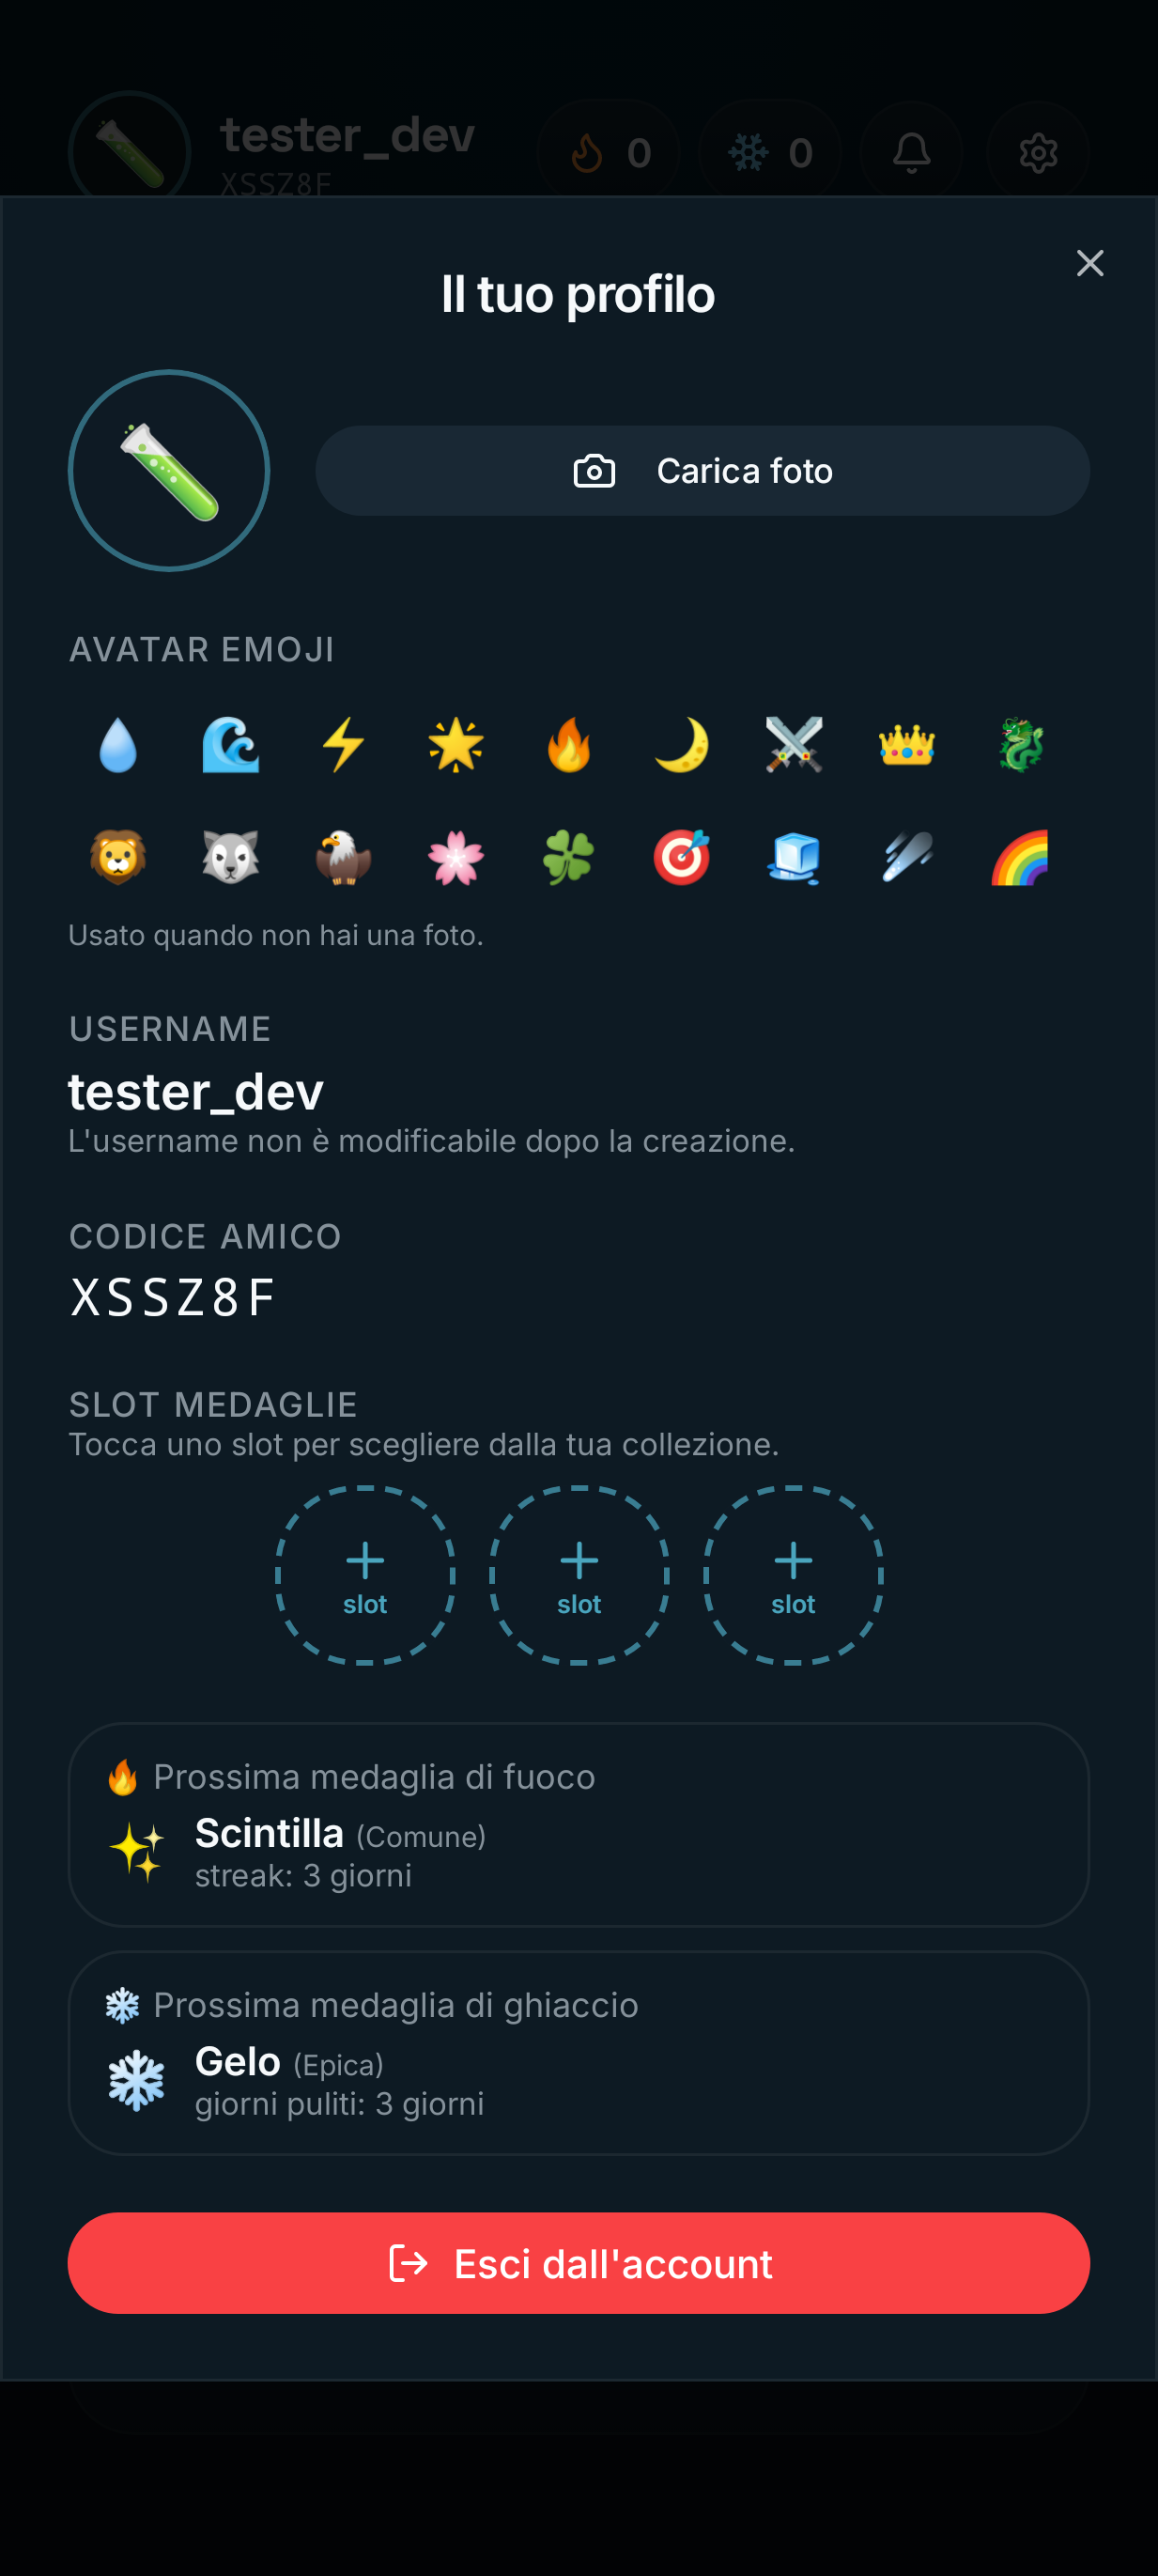 tester_dev
XSSZ8F
0
0
Il tuo profilo
Carica foto
AVATAR EMOJI
Usato quando non hai una foto.
USERNAME
tester_dev
L'username non è modificabile dopo la creazione.
CODICE AMICO
XSSZ8F
SLOT MEDAGLIE
Tocca uno slot per scegliere dalla tua collezione.
slot
slot
slot
Prossima medaglia di fuoco
Scintilla (Comune)
streak: 3 giorni
Prossima medaglia di ghiaccio
Gelo (Epica)
giorni puliti: 3 giorni
Esci dall'account